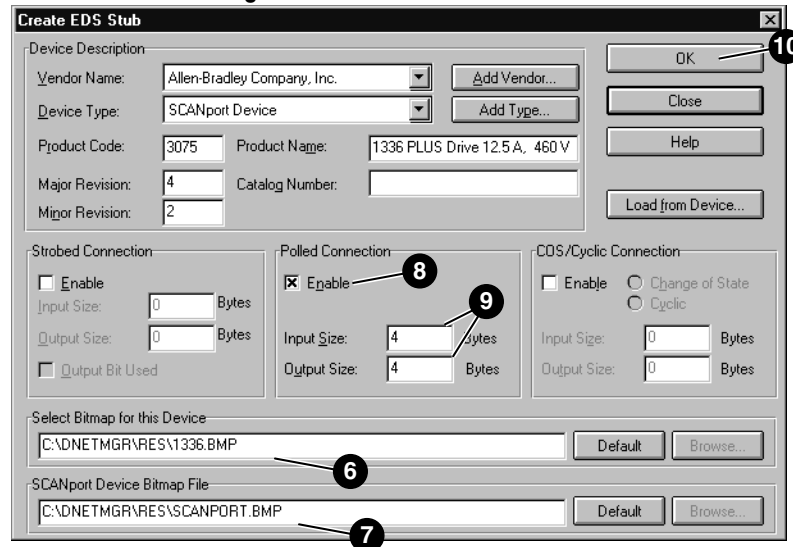 Create EDS Stub
Device Description
Vendor Name: Allen-Bradley Company, Inc. Add Vendor...
Device Type: SCANport Device Add Type...
Product Code: 3075 Product Name: 1336 PLUS Drive 12.5 A, 460 V
Major Revision: 4 Catalog Number:
Minor Revision: 2
OK
10
Close
Help
Load from Device...
Strobed Connection
Enable
Input Size: 0 Bytes
Output Size: 0 Bytes
Output Bit Used
Polled Connection
Enable 8
9
Input Size: 4 Bytes
Output Size: 4 Bytes
COS/Cyclic Connection
Enable Change of State
Cyclic
Input Size: 0 Bytes
Output Size: 0 Bytes
Select Bitmap for this Device
C:\DNETMGR\RES\1336.BMP Default Browse...
6
SCANport Device Bitmap File
C:\DNETMGR\RES\SCANPORT.BMP Default Browse...
7